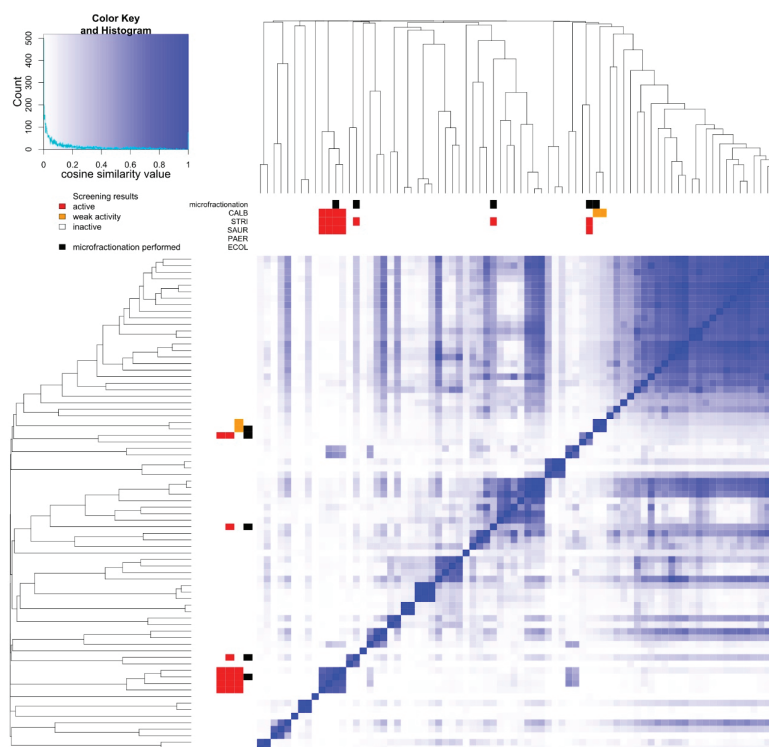 Color Key
and Histogram
Count
0
100
200
300
400
500
0
0.2
0.4
0.6
0.8
1
cosine similarity value
Screening results
active
weak activity
inactive
microfractionation performed
microfractionation
CALB
STRI
SAUR
PAER
ECOL